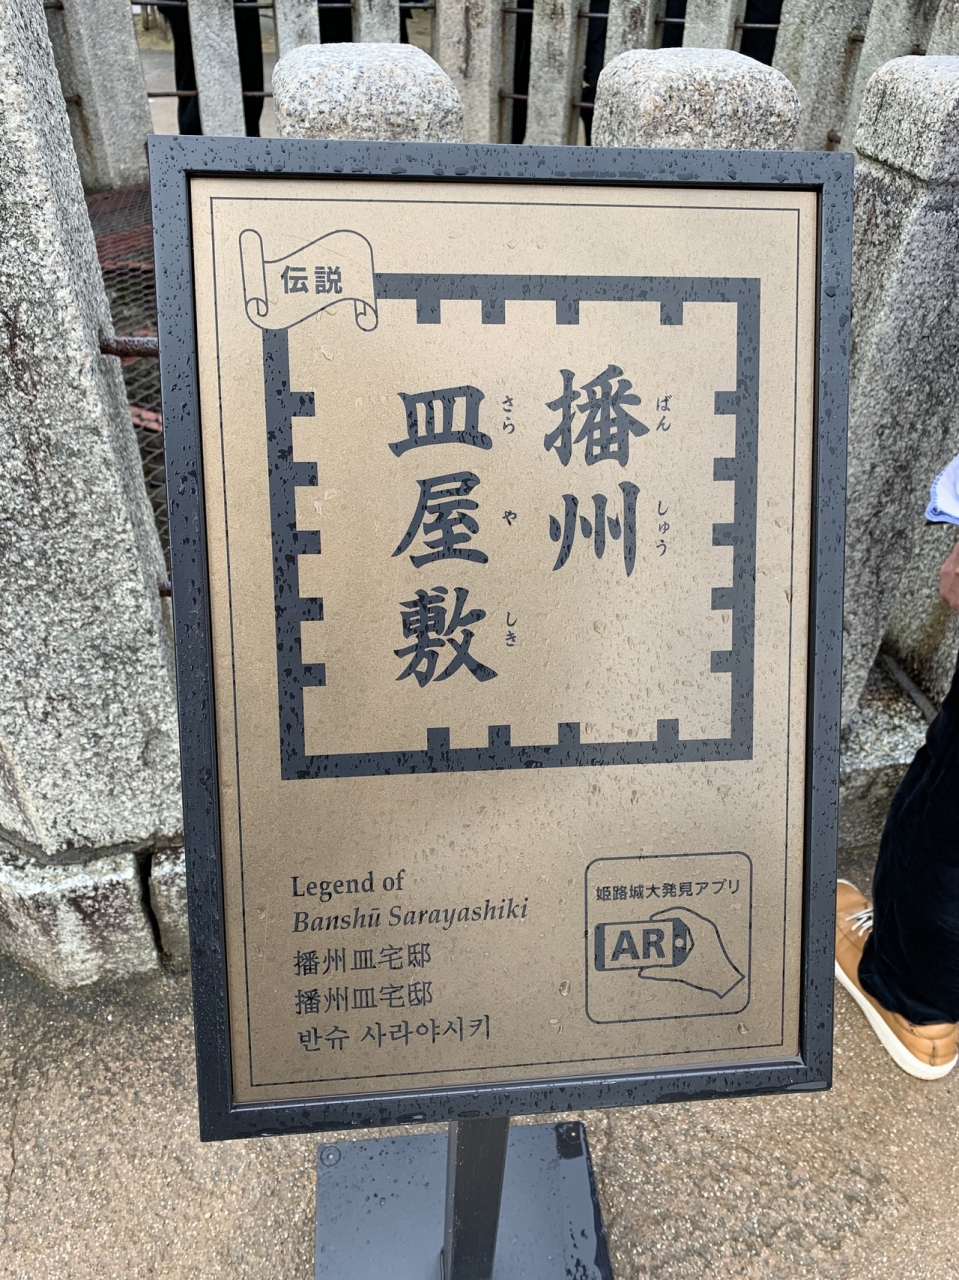 伝説
播州
ばんしゅう
皿屋敷
さらやしき
Legend of
Banshū Sarayashiki
播州皿宅邸
播州皿宅邸
반슈 사라야시키
姫路城大発見アプリ
AR